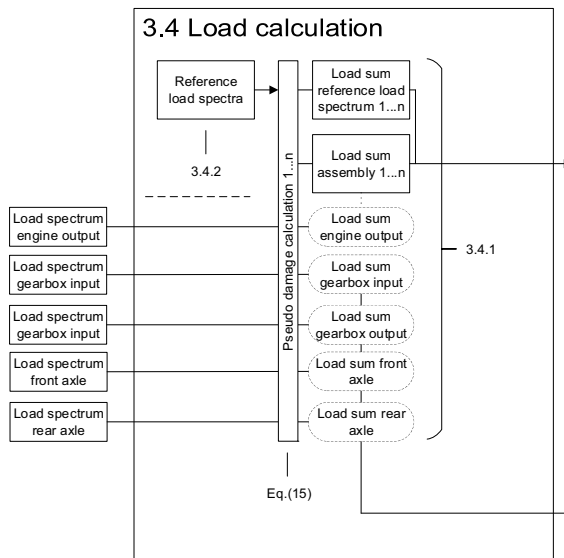 3.4 Load calculation
Reference
load spectra
Load sum
reference load
spectrum 1...n
3.4.2
Pseudo damage calculation 1...n
Load sum
assembly 1...n
3.4.1
Load spectrum
engine output
Load sum
engine output
Load spectrum
gearbox input
Load sum
gearbox input
Load spectrum
gearbox input
Load sum
gearbox output
Load spectrum
front axle
Load sum front
axle
Load spectrum
rear axle
Load sum rear
axle
Eq.(15)